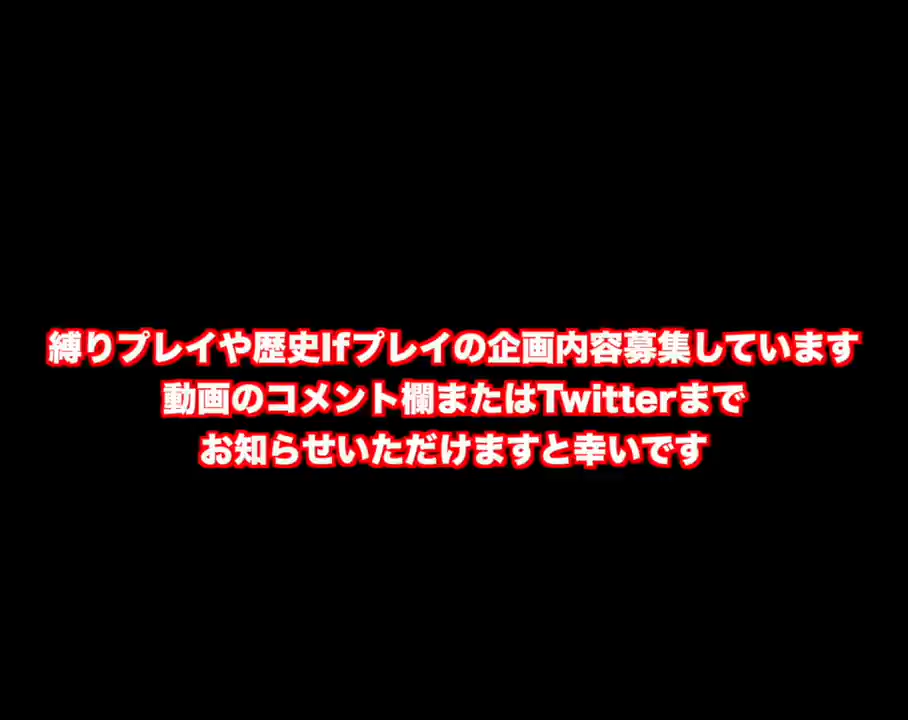 縛りプレイや歴史Ifプレイの企画内容募集しています
動画のコメント欄またはTwitterまで
お知らせいただけますと幸いです